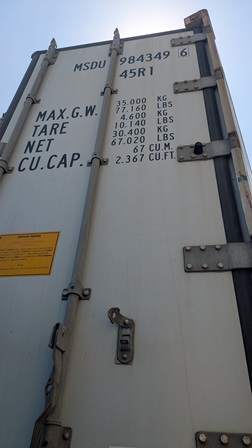 MSDU 984349 6
45R1
MAX.G.W. 35.000 KG
77.160 LBS
TARE 4.600 KG
10.140 LBS
NET 30.400 KG
67.020 LBS
CU.CAP. 67 CU.M.
2.367 CU.FT.